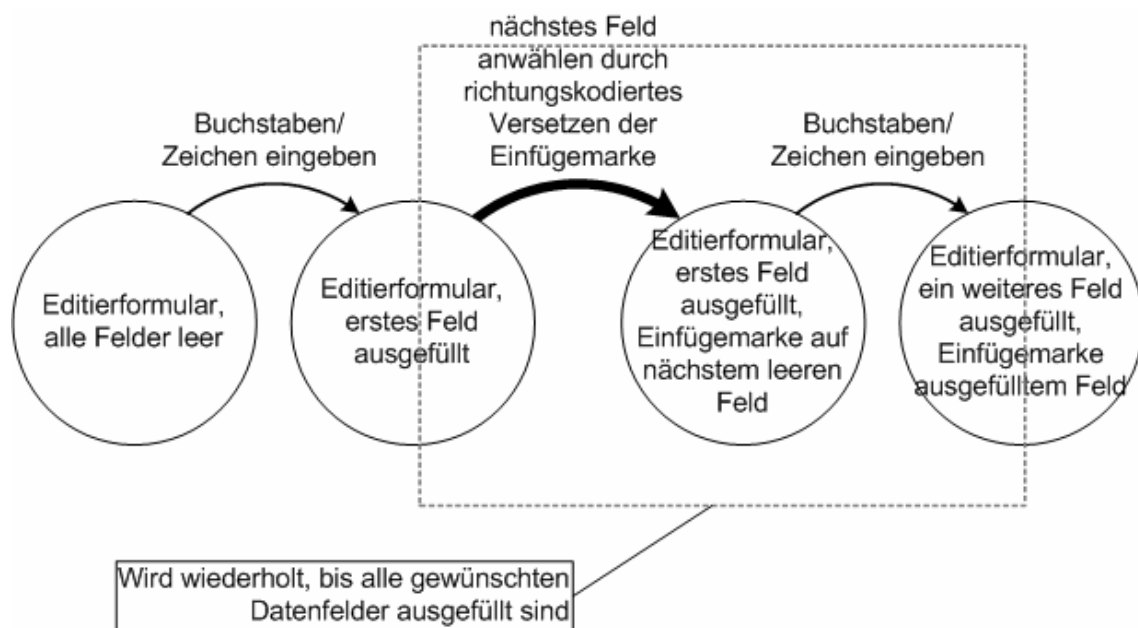 nächstes Feld
anwählen durch
richtungskodiertes
Versetzen der
Einfügemarke
Buchstaben/
Zeichen eingeben
Buchstaben/
Zeichen eingeben
Editierformular,
alle Felder leer
Editierformular,
erstes Feld
ausgefüllt
Editierformular,
erstes Feld
ausgefüllt,
Einfügemarke auf
nächstem leeren
Feld
Editierformular,
ein weiteres Feld
ausgefüllt,
Einfügemarke
ausgefülltem Feld
Wird wiederholt, bis alle gewünschten
Datenfelder ausgefüllt sind